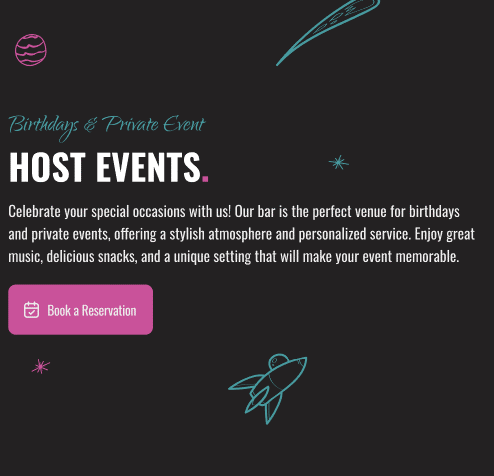 Birthdays & Private Event
HOST EVENTS.
Celebrate your special occasions with us! Our bar is the perfect venue for birthdays
and private events, offering a stylish atmosphere and personalized service. Enjoy great
music, delicious snacks, and a unique setting that will make your event memorable.
Book a Reservation